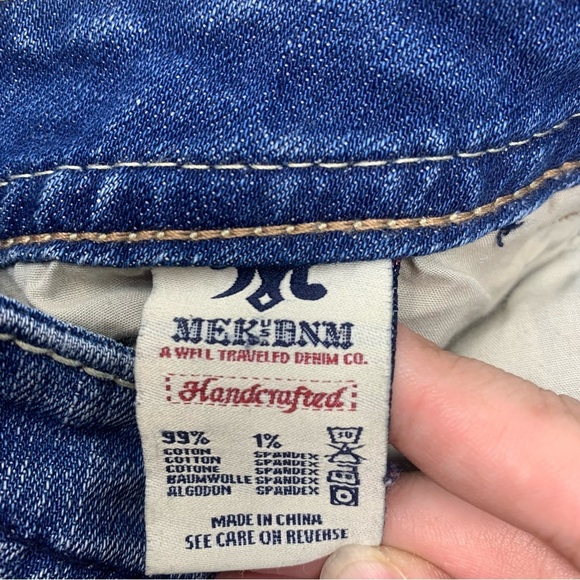 MEK DNM
A WELL TRAVELED DENIM CO.
Handcrafted
99% 1%
COTON SPANDEX
COTTON SPANDEX
COTONE SPANDEX
BAUMWOLLE SPANDEX
ALGODON SPANDEX
30
MADE IN CHINA
SEE CARE ON REVERSE